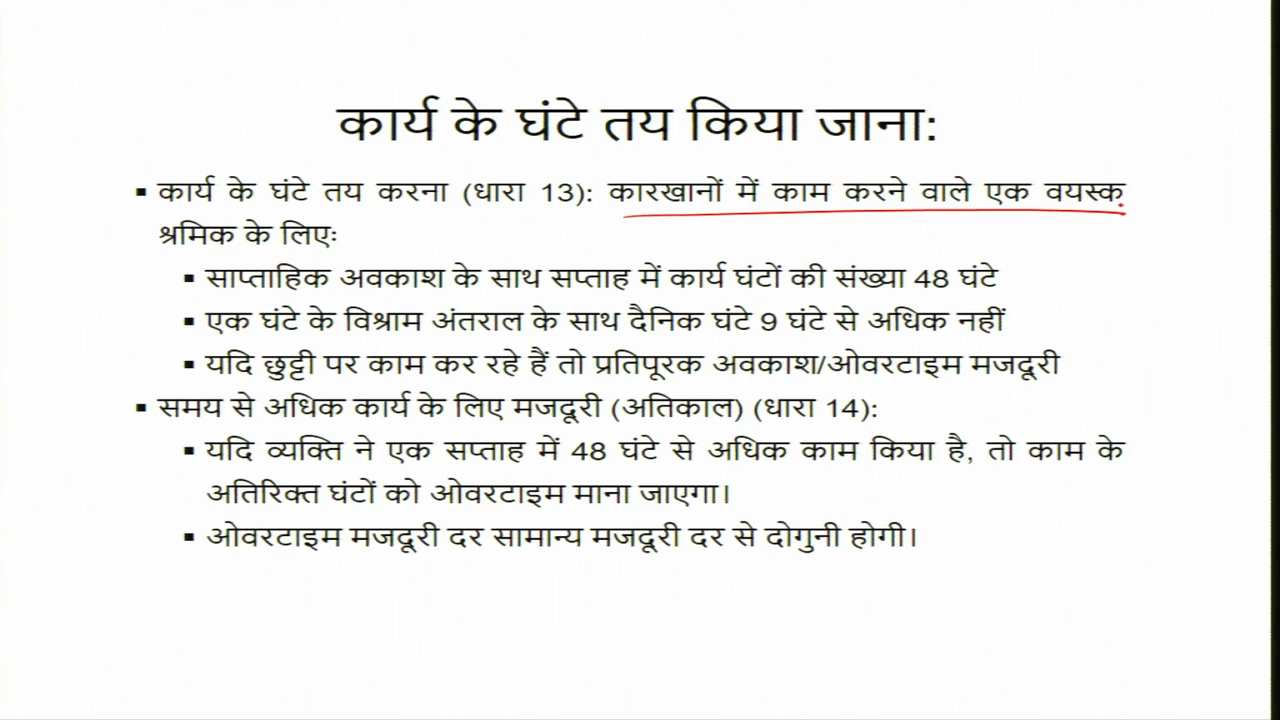 कार्य के घंटे तय किया जाना:
▪ कार्य के घंटे तय करना (धारा 13): कारखानों में काम करने वाले एक वयस्क
श्रमिक के लिएः
▪ साप्ताहिक अवकाश के साथ सप्ताह में कार्य घंटों की संख्या 48 घंटे
▪ एक घंटे के विश्राम अंतराल के साथ दैनिक घंटे 9 घंटे से अधिक नहीं
▪ यदि छुट्टी पर काम कर रहे हैं तो प्रतिपूरक अवकाश/ओवरटाइम मजदूरी
▪ समय से अधिक कार्य के लिए मजदूरी (अतिकाल) (धारा 14):
▪ यदि व्यक्ति ने एक सप्ताह में 48 घंटे से अधिक काम किया है, तो काम के
अतिरिक्त घंटों को ओवरटाइम माना जाएगा।
▪ ओवरटाइम मजदूरी दर सामान्य मजदूरी दर से दोगुनी होगी।